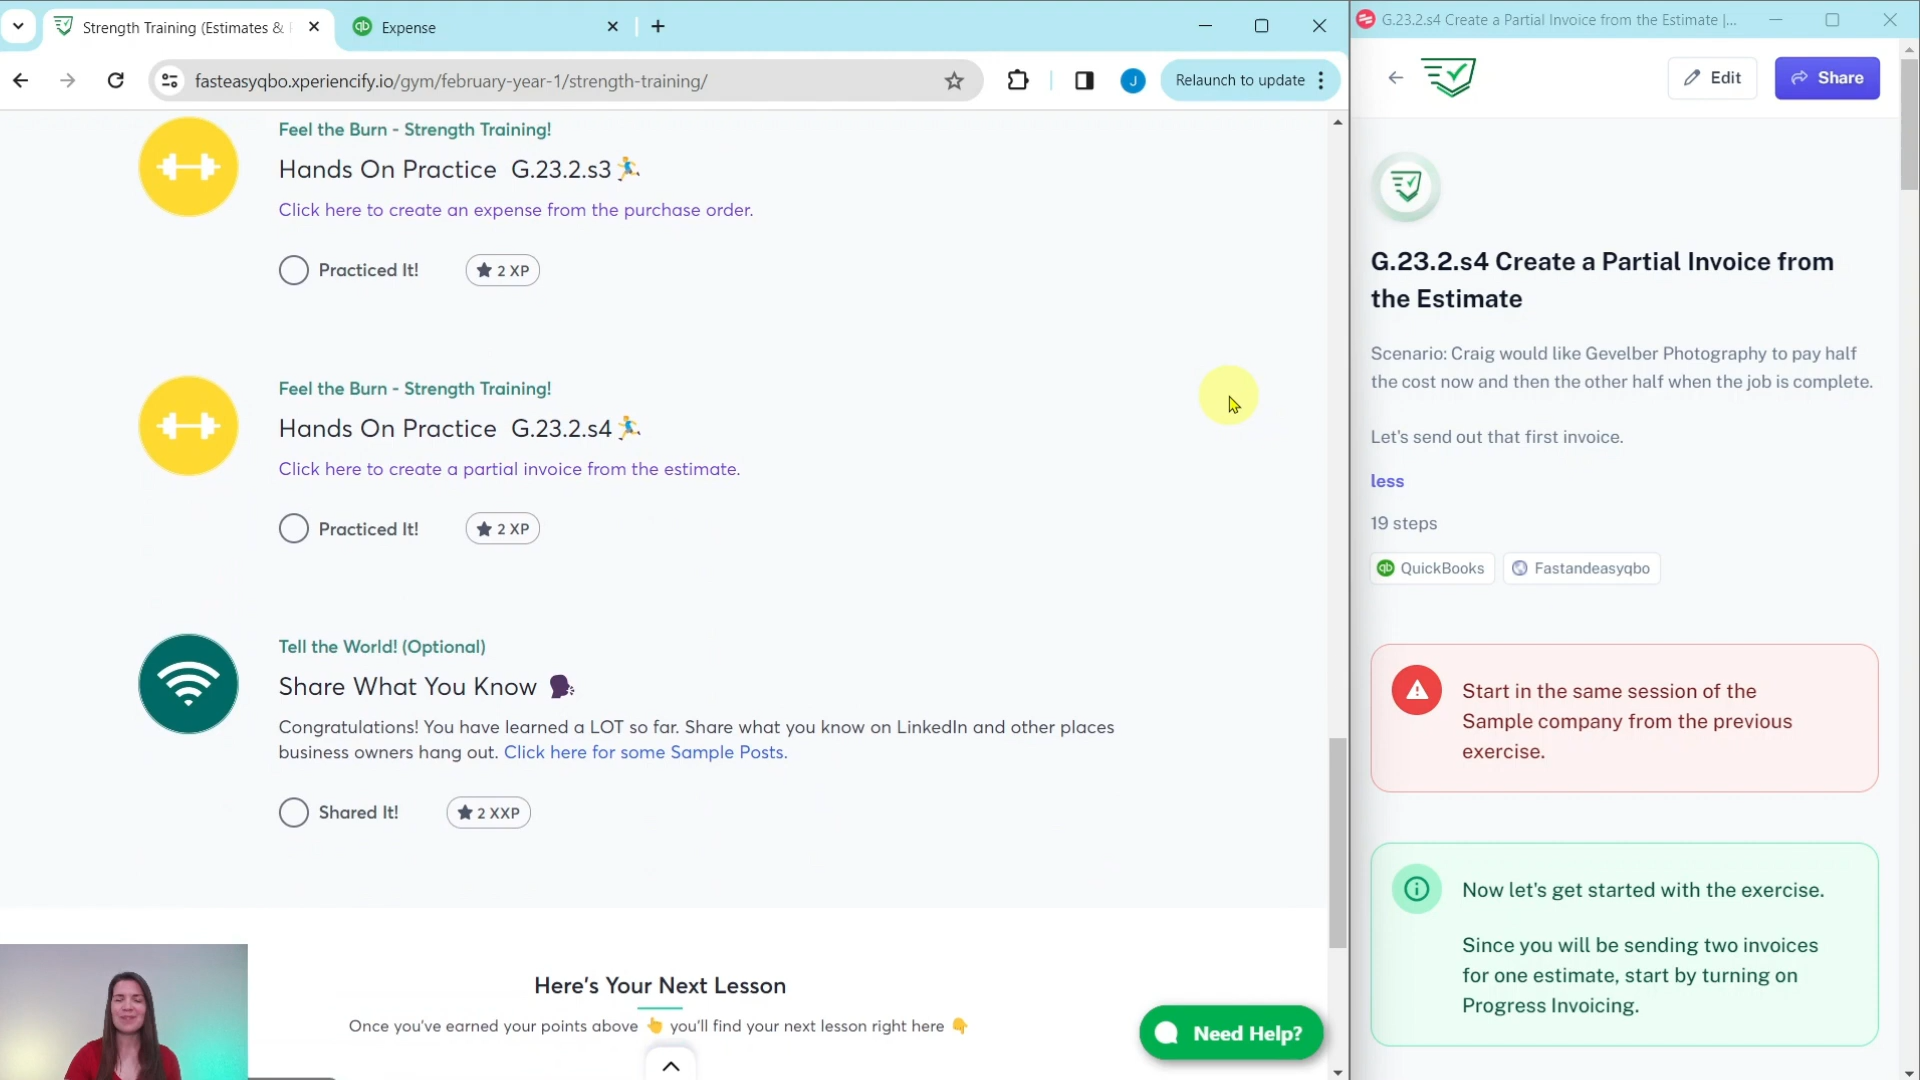 Strength Training (Estimates &
Expense
fasteasyqbo.xperiencify.io/gym/february-year-1/strength-training/
J
Relaunch to update
Feel the Burn - Strength Training!
Hands On Practice G.23.2.s3
Click here to create an expense from the purchase order.
Practiced It!
2 XP
Feel the Burn - Strength Training!
Hands On Practice G.23.2.s4
Click here to create a partial invoice from the estimate.
Practiced It!
2 XP
Tell the World! (Optional)
Share What You Know
Congratulations! You have learned a LOT so far. Share what you know on LinkedIn and other places
business owners hang out. Click here for some Sample Posts.
Shared It!
2 XXP
Here's Your Next Lesson
Once you've earned your points above 👆 you'll find your next lesson right here 👇
Need Help?
G.23.2.s4 Create a Partial Invoice from the Estimate |...
Edit
Share
G.23.2.s4 Create a Partial Invoice from
the Estimate
Scenario: Craig would like Gevelber Photography to pay half
the cost now and then the other half when the job is complete.
Let's send out that first invoice.
less
19 steps
qb QuickBooks
Fastandeasyqbo
Start in the same session of the
Sample company from the previous
exercise.
Now let's get started with the exercise.
Since you will be sending two invoices
for one estimate, start by turning on
Progress Invoicing.